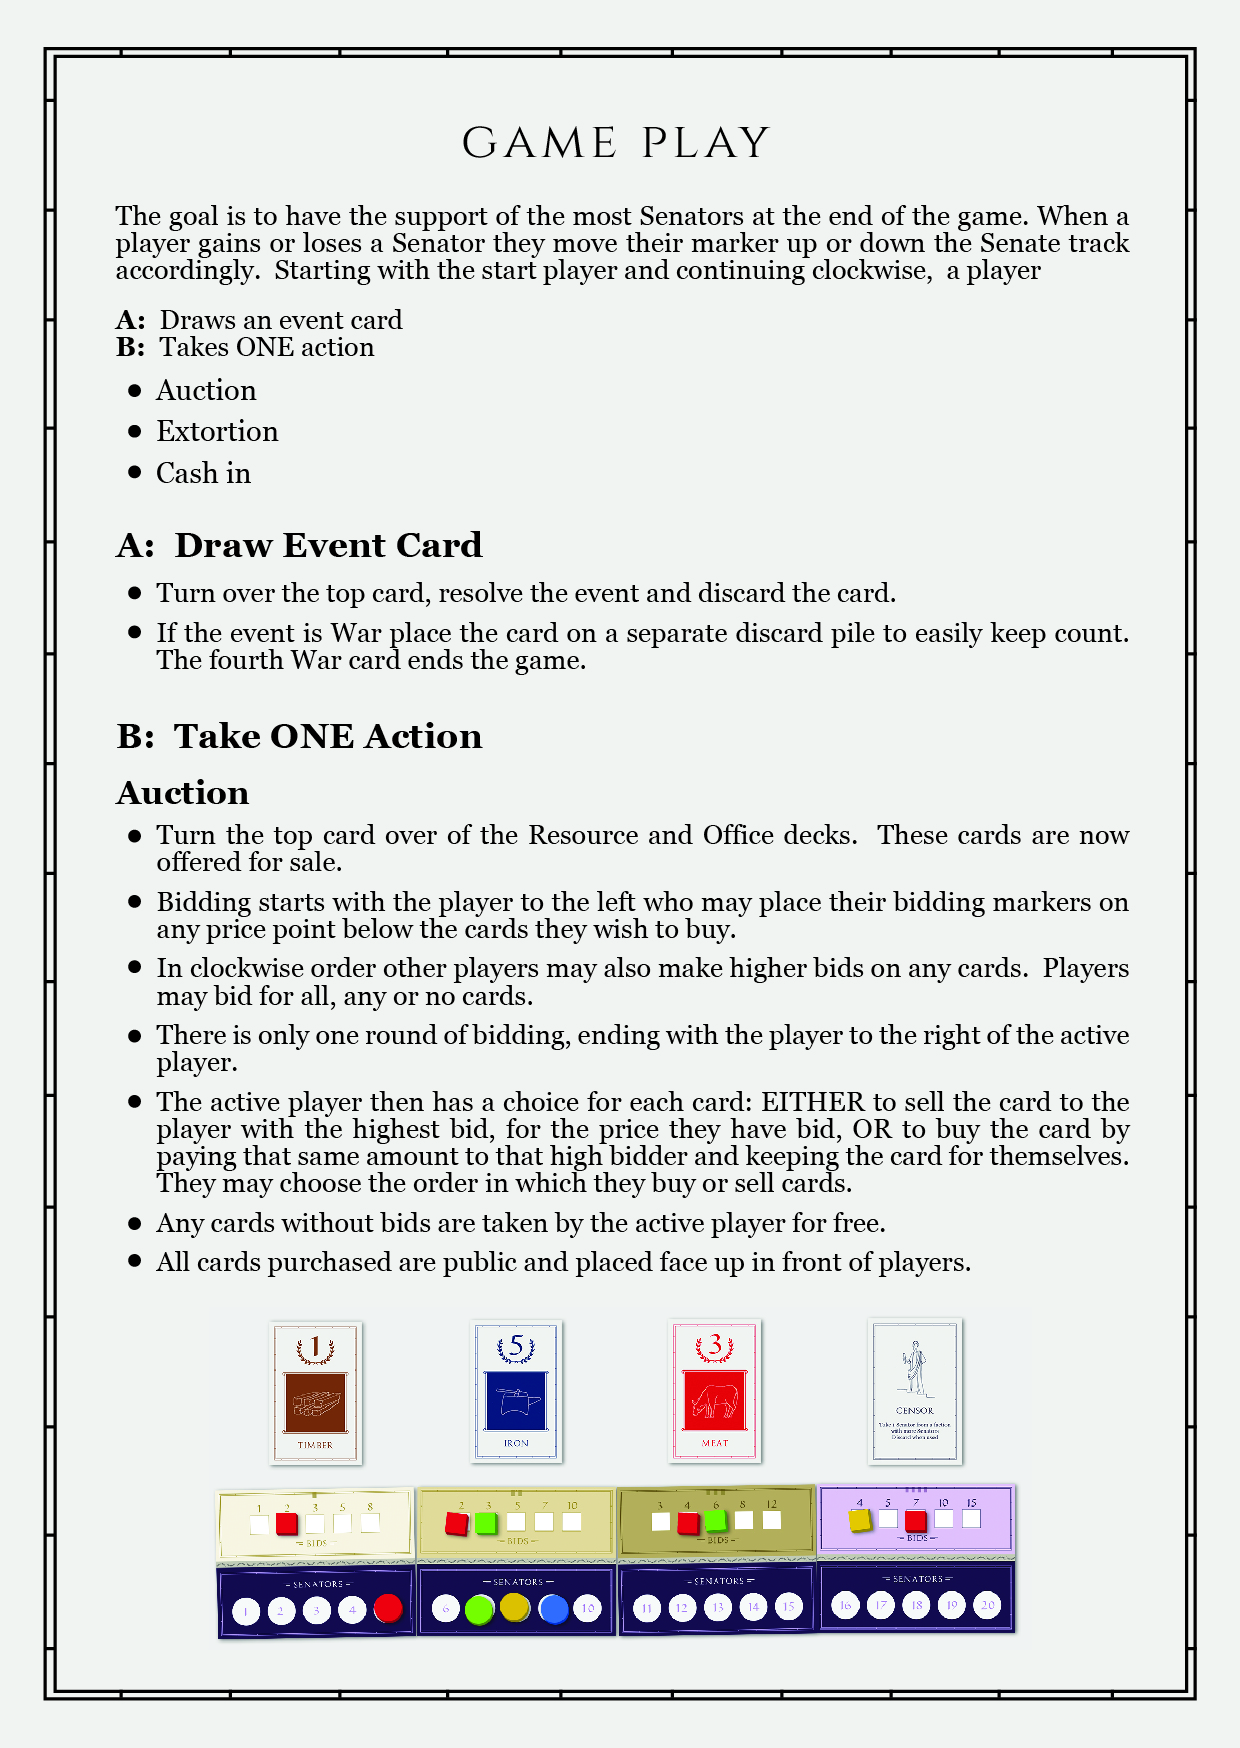 GAME PLAY
The goal is to have the support of the most Senators at the end of the game. When a
player gains or loses a Senator they move their marker up or down the Senate track
accordingly.  Starting with the start player and continuing clockwise,  a player
A:  Draws an event card
B:  Takes ONE action
● Auction
● Extortion
● Cash in
A:  Draw Event Card
● Turn over the top card, resolve the event and discard the card.
● If the event is War place the card on a separate discard pile to easily keep count.
The fourth War card ends the game.
B:  Take ONE Action
Auction
● Turn the top card over of the Resource and Office decks.  These cards are now
offered for sale.
● Bidding starts with the player to the left who may place their bidding markers on
any price point below the cards they wish to buy.
● In clockwise order other players may also make higher bids on any cards.  Players
may bid for all, any or no cards.
● There is only one round of bidding, ending with the player to the right of the active
player.
● The active player then has a choice for each card: EITHER to sell the card to the
player with the highest bid, for the price they have bid, OR to buy the card by
paying that same amount to that high bidder and keeping the card for themselves.
They may choose the order in which they buy or sell cards.
● Any cards without bids are taken by the active player for free.
● All cards purchased are public and placed face up in front of players.
1 5 3
TIMBER IRON MEAT CENSOR
Take 1 Senator from a faction
with more Senators
Discard when used
1 2 3 5 8 2 3 5 7 10 3 4 6 8 12 4 5 7 10 15
BIDS BIDS BIDS BIDS
SENATORS SENATORS SENATORS SENATORS
1 2 3 4 6 10 11 12 13 14 15 16 17 18 19 20